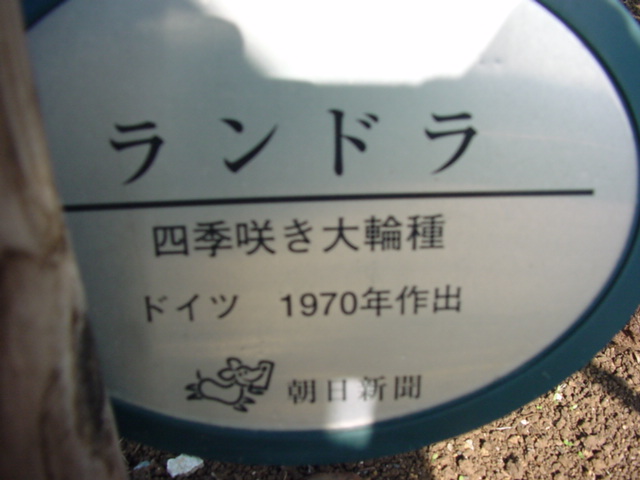 ランドラ
四季咲き大輪種
ドイツ 1970年作出
朝日新聞